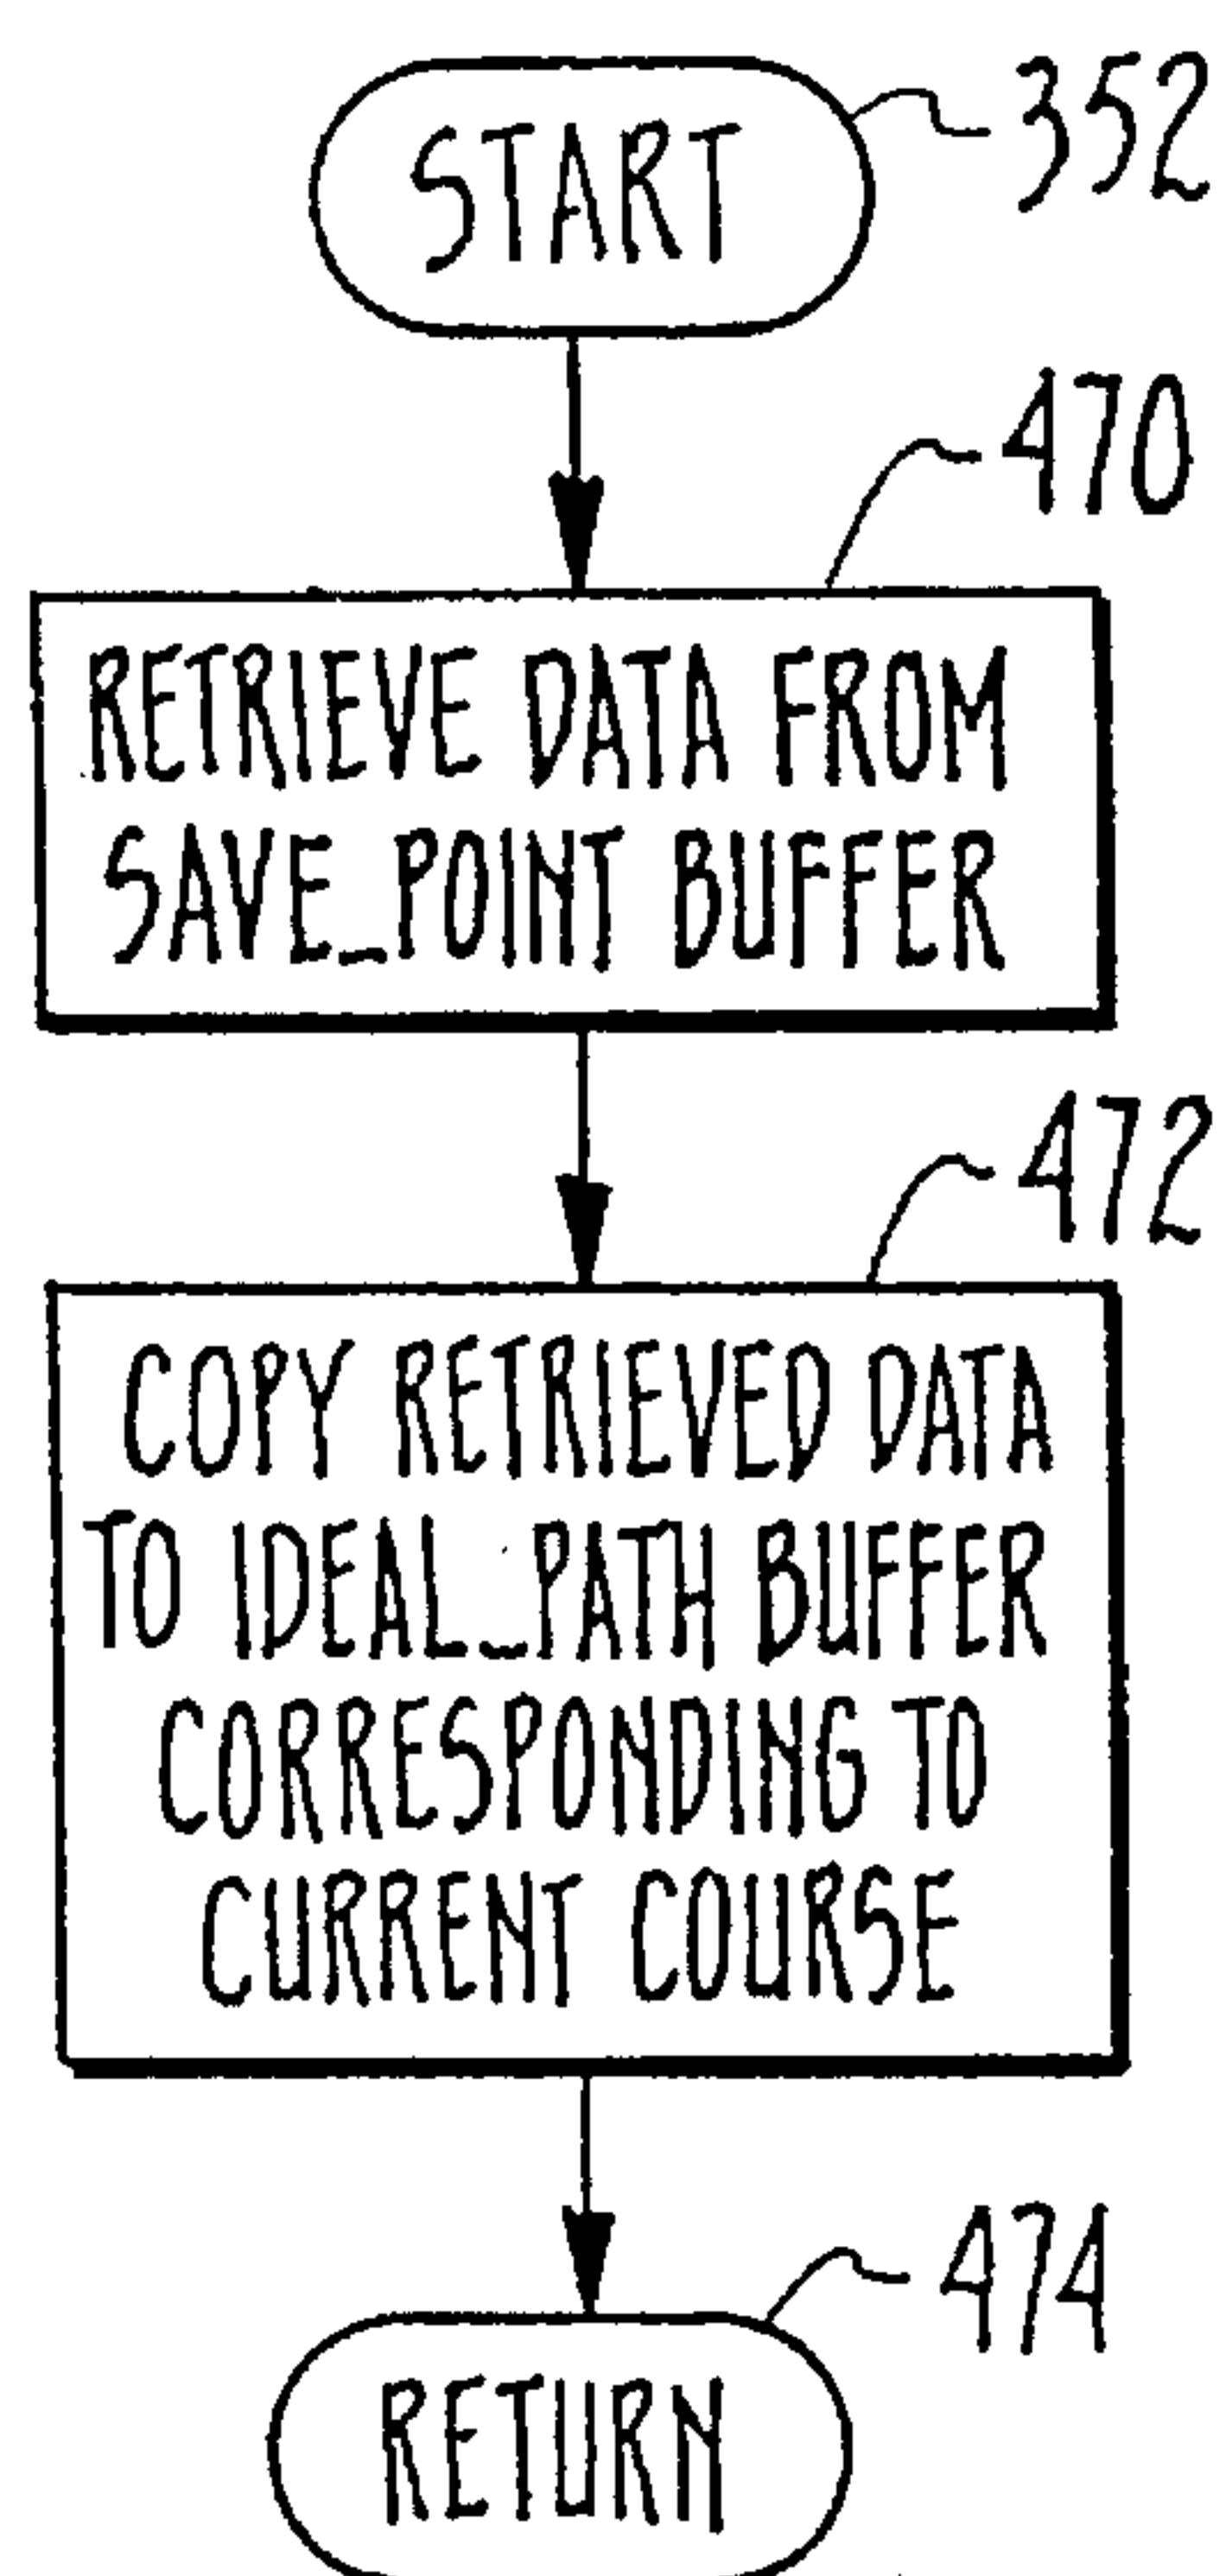 START
352
470
RETRIEVE DATA FROM
SAVE_POINT BUFFER
472
COPY RETRIEVED DATA
TO IDEAL_PATH BUFFER
CORRESPONDING TO
CURRENT COURSE
474
RETURN